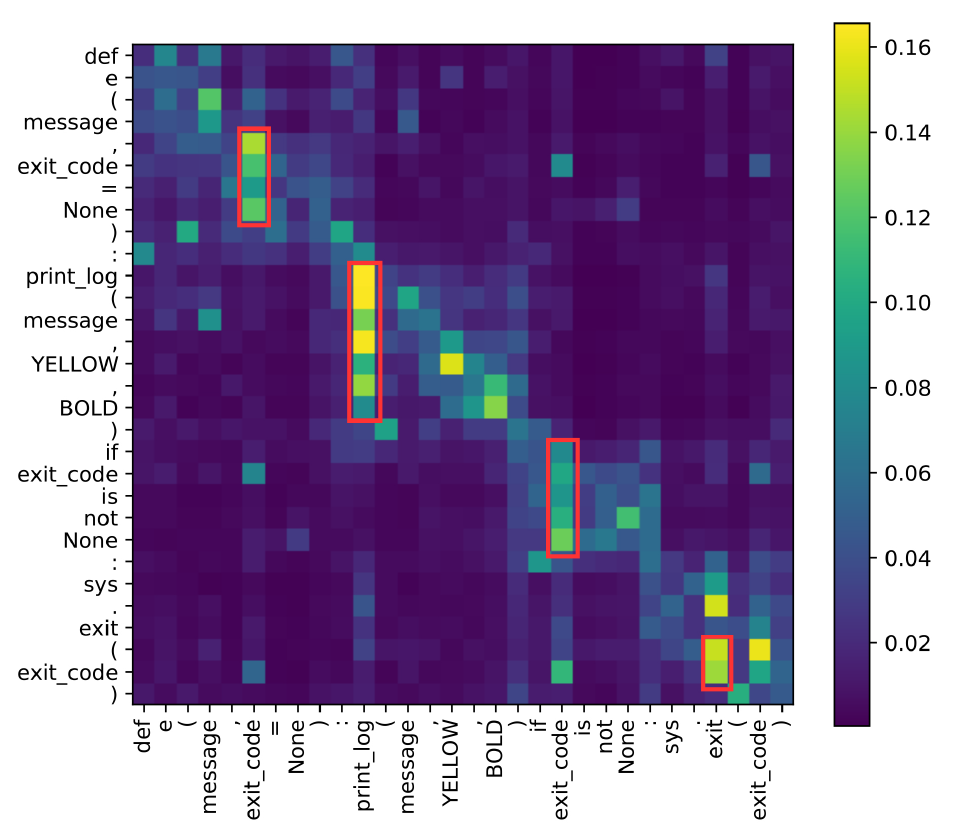 def
e
(
message
,
exit_code
=
None
)
:
print_log
(
message
,
YELLOW
,
BOLD
)
if
exit_code
is
not
None
:
sys
.
exit
(
exit_code
)
def
e
(
message
,
exit_code
=
None
)
:
print_log
(
message
,
YELLOW
,
BOLD
)
if
exit_code
is
not
None
:
sys
.
exit
(
exit_code
)
0.16
0.14
0.12
0.10
0.08
0.06
0.04
0.02